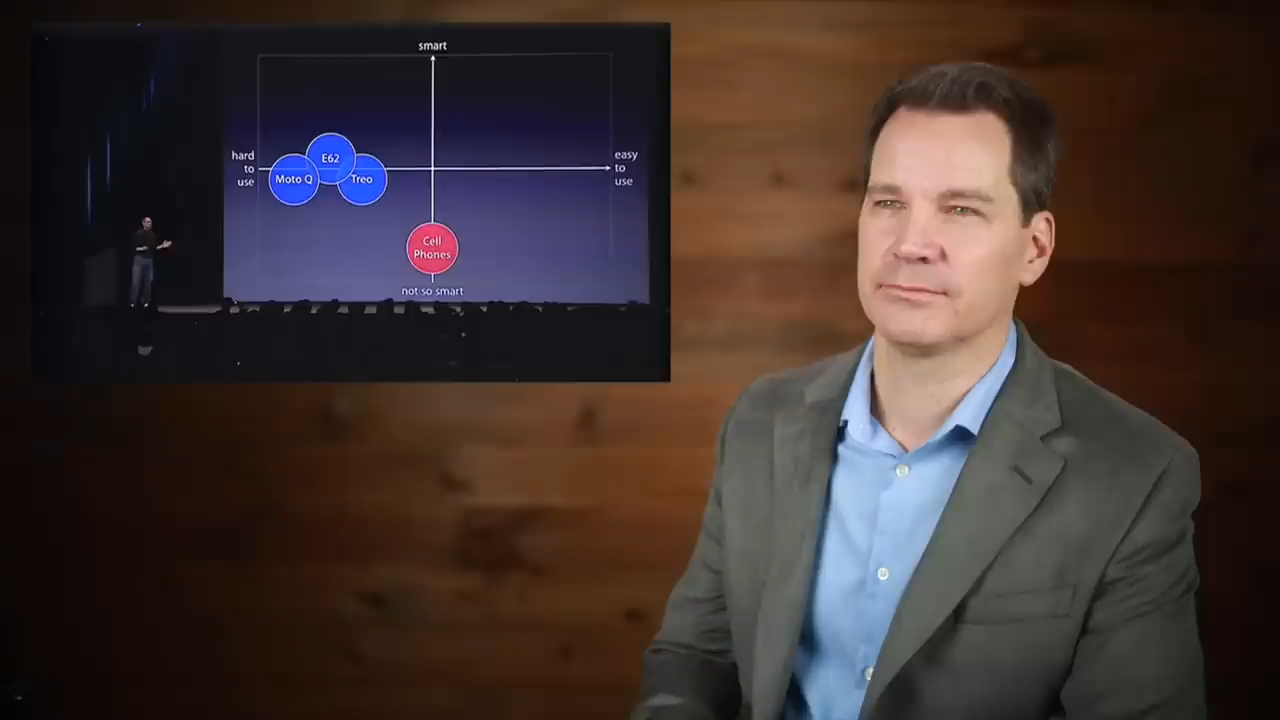 smart
hard
to
use
Moto Q
E62
Treo
easy
to
use
Cell
Phones
not so smart